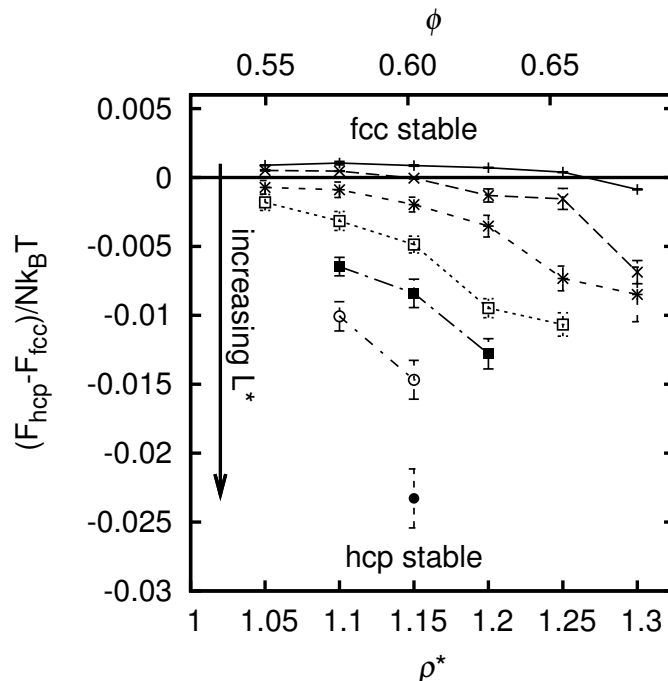 ϕ
0.55 0.6 0.65
0.005
fcc stable
0
-0.005
-0.01
-0.015
-0.02
-0.025
-0.03
(F_hcp-F_fcc)/Nk_BT
increasing L*
hcp stable
1 1.05 1.1 1.15 1.2 1.25 1.3
ρ*